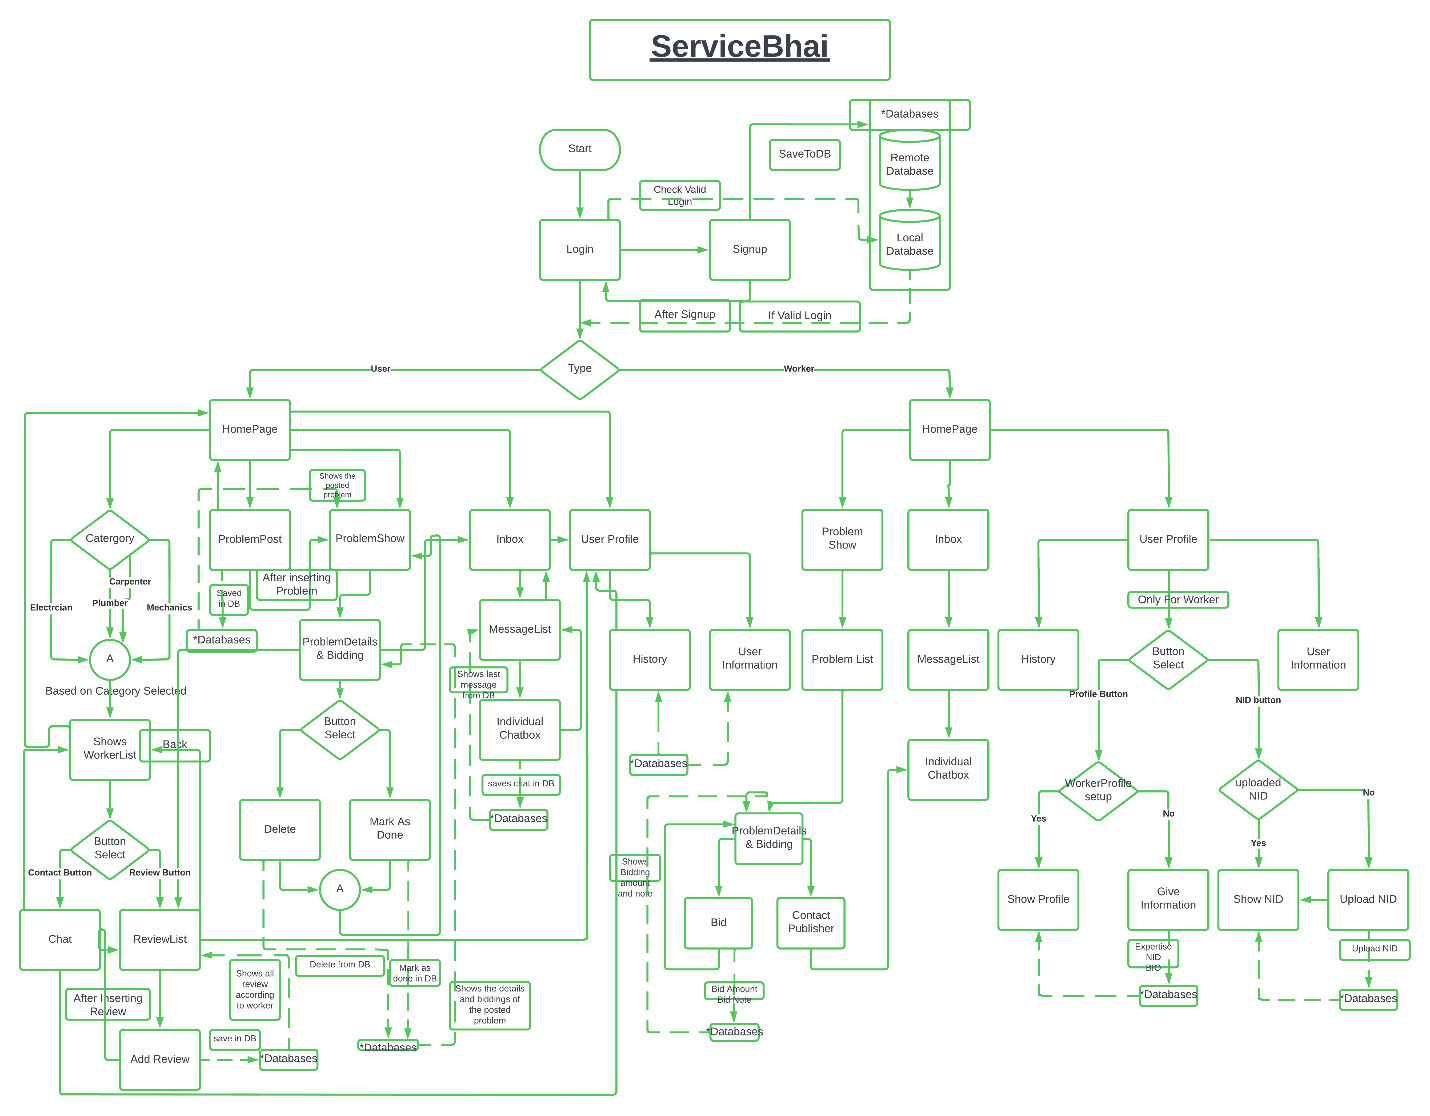 ServiceBhai
*Databases
Start
SaveToDB
Remote
Database
Check Valid
Login
Login
Signup
Local
Database
After Signup
If Valid Login
Type
User
Worker
HomePage
HomePage
Shows the
posted
problem
Catergory
ProblemPost
ProblemShow
Inbox
User Profile
Problem
Show
Inbox
User Profile
Carpenter
Plumber
Electrcian
Mechanics
Saved
in DB
After inserting
Problem
Only For Worker
*Databases
A
ProblemDetails
& Bidding
MessageList
History
User
Information
Problem List
MessageList
History
Button
Select
User
Information
Based on Category Selected
Shows last
message
from DB
Profile Button
NID button
Shows
WorkerList
Back
Button
Select
Individual
Chatbox
*Databases
Individual
Chatbox
saves chat in DB
WorkerProfile
setup
uploaded
NID
No
Delete
Mark As
Done
*Databases
Yes
No
ProblemDetails
& Bidding
Button
Select
Yes
Contact Button
Review Button
Shows
Bidding
amount
and note
A
Show Profile
Give
Information
Show NID
Upload NID
Bid
Contact
Publisher
Chat
ReviewList
Expertise
NID
BIO
Upload NID
Delete from DB
Mark as
done in DB
Shows all
review
according
to worker
Shows the details
and biddings of
the posted
problem
Bid Amount
Bid Note
*Databases
*Databases
After Inserting
Review
*Databases
save in DB
*Databases
Add Review
*Databases